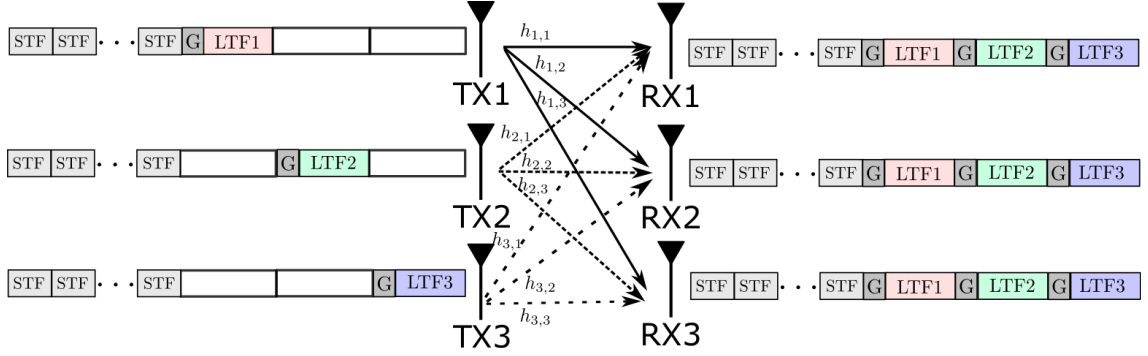 STF STF · · · STF G LTF1
TX1
h1,1
h1,2
h1,3
RX1
STF STF · · · STF G LTF1 G LTF2 G LTF3
STF STF · · · STF G LTF2
TX2
h2,1
h2,2
h2,3
RX2
STF STF · · · STF G LTF1 G LTF2 G LTF3
STF STF · · · STF G LTF3
TX3
h3,1
h3,2
h3,3
RX3
STF STF · · · STF G LTF1 G LTF2 G LTF3